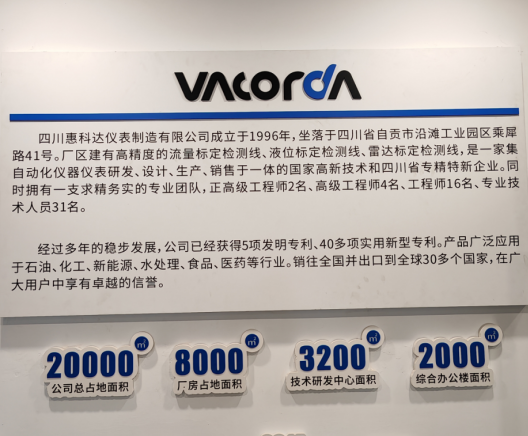 VACORDA
四川惠科达仪表制造有限公司成立于1996年，坐落于四川省自贡市沿滩工业园区乘犀
路41号。厂区建有高精度的流量标定检测线、液位标定检测线、雷达标定检测线，是一家集
自动化仪器仪表研发、设计、生产、销售于一体的国家高新技术和四川省专精特新企业。同
时拥有一支求精务实的专业团队，正高级工程师2名、高级工程师4名、工程师16名、专业技
术人员31名。
经过多年的稳步发展，公司已经获得5项发明专利、40多项实用新型专利。产品广泛应用
于石油、化工、新能源、水处理、食品、医药等行业。销往全国并出口到全球30多个国家，在广
大用户中享有卓越的信誉。
20000 ㎡ 8000 ㎡ 3200 ㎡ 2000 ㎡
公司总占地面积 厂房占地面积 技术研发中心面积 综合办公楼面积